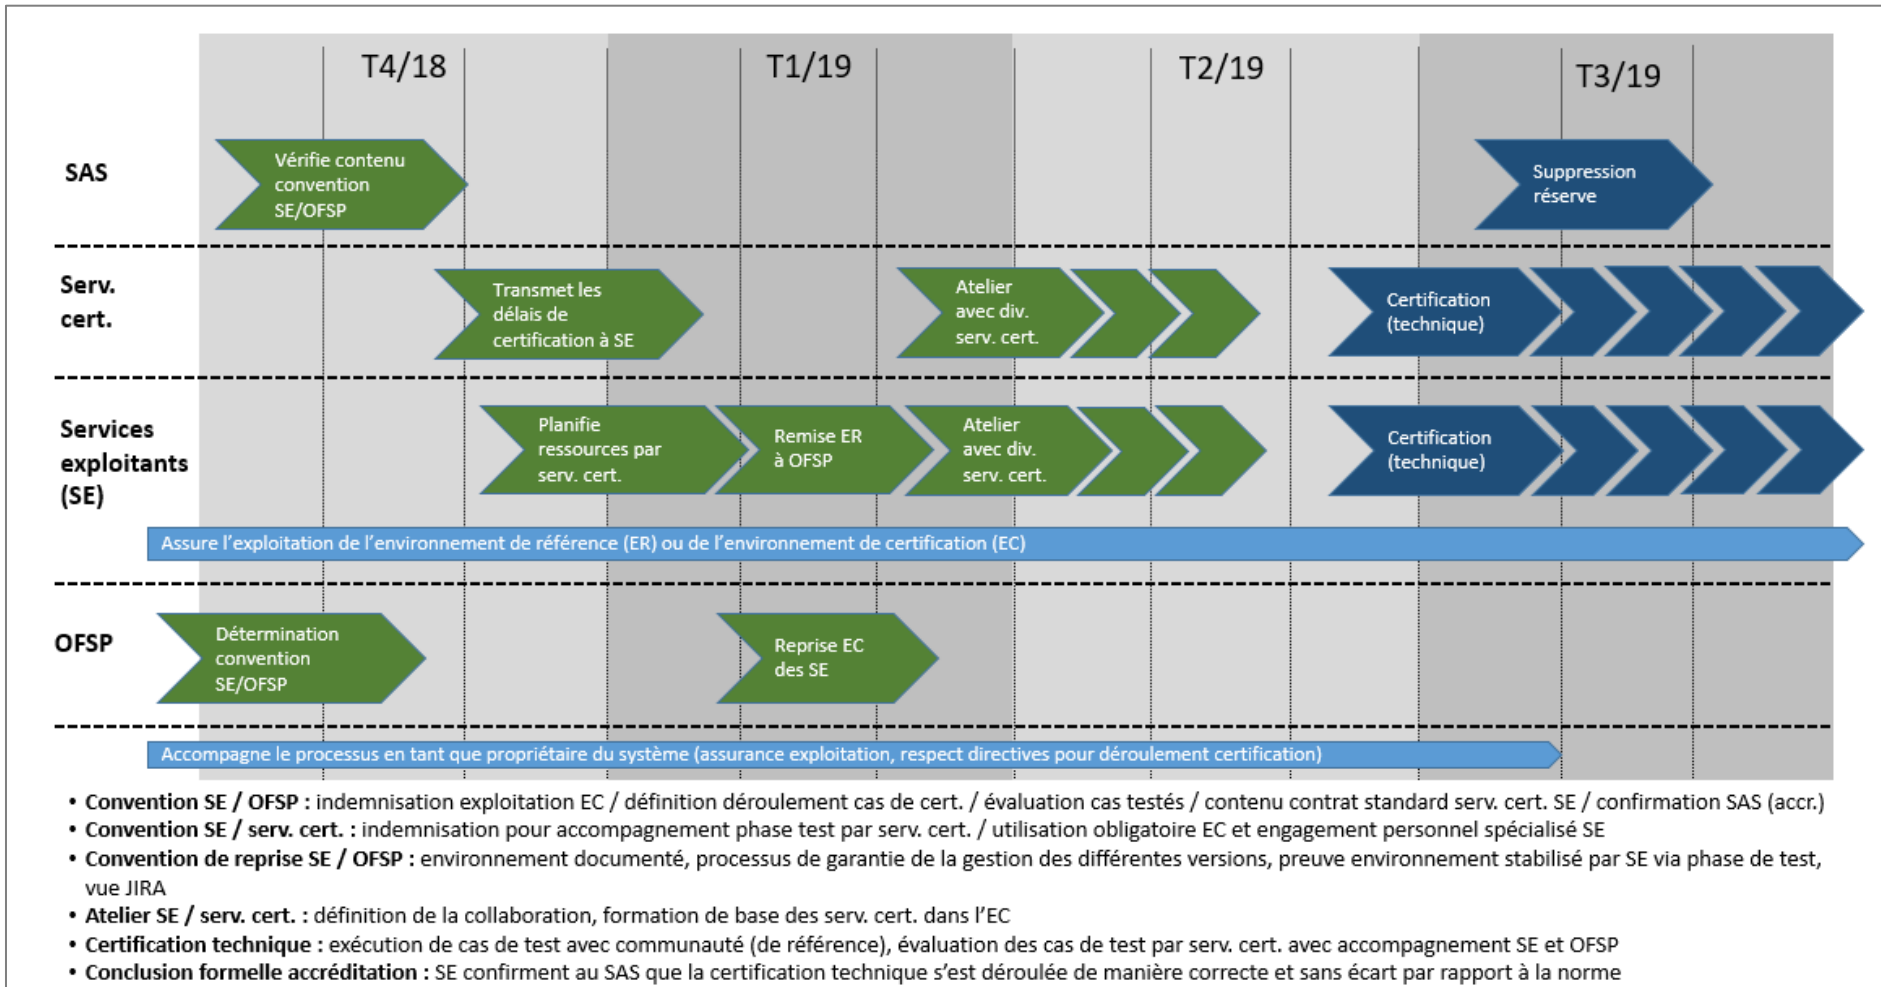 T4/18
T1/19
T2/19
T3/19
SAS
Vérifie contenu
convention
SE/OFSP
Suppression
réserve
Serv.
cert.
Transmet les
délais de
certification à SE
Atelier
avec div.
serv. cert.
Certification
(technique)
Services
exploitants
(SE)
Planifie
ressources par
serv. cert.
Remise ER
à OFSP
Atelier
avec div.
serv. cert.
Certification
(technique)
Assure l’exploitation de l’environnement de référence (ER) ou de l’environnement de certification (EC)
OFSP
Détermination
convention
SE/OFSP
Reprise EC
des SE
Accompagne le processus en tant que propriétaire du système (assurance exploitation, respect directives pour déroulement certification)
• Convention SE / OFSP : indemnisation exploitation EC / définition déroulement cas de cert. / évaluation cas testés / contenu contrat standard serv. cert. SE / confirmation SAS (accr.)
• Convention SE / serv. cert. : indemnisation pour accompagnement phase test par serv. cert. / utilisation obligatoire EC et engagement personnel spécialisé SE
• Convention de reprise SE / OFSP : environnement documenté, processus de garantie de la gestion des différentes versions, preuve environnement stabilisé par SE via phase de test,
vue JIRA
• Atelier SE / serv. cert. : définition de la collaboration, formation de base des serv. cert. dans l’EC
• Certification technique : exécution de cas de test avec communauté (de référence), évaluation des cas de test par serv. cert. avec accompagnement SE et OFSP
• Conclusion formelle accréditation : SE confirment au SAS que la certification technique s’est déroulée de manière correcte et sans écart par rapport à la norme